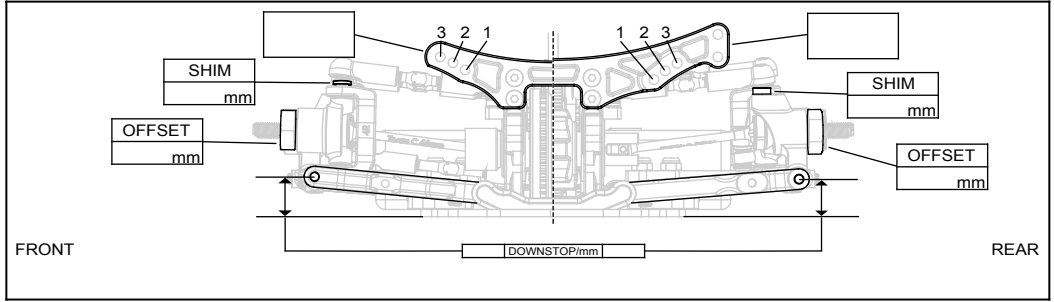 3 2 1 1 2 3
SHIM
mm
SHIM
mm
OFFSET
mm
OFFSET
mm
FRONT
DOWNSTOP/mm
REAR